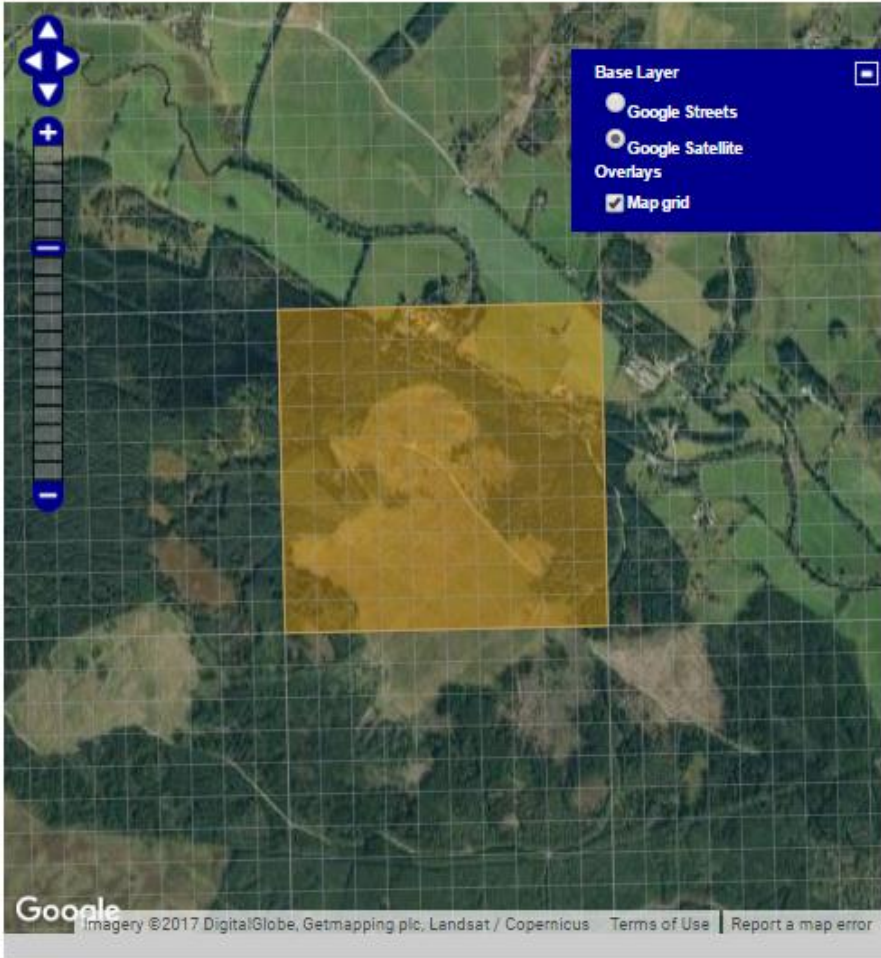 Base Layer
Google Streets
Google Satellite
Overlays
Map grid
Google
Imagery ©2017 DigitalGlobe, Getmapping plc, Landsat / Copernicus Terms of Use Report a map error